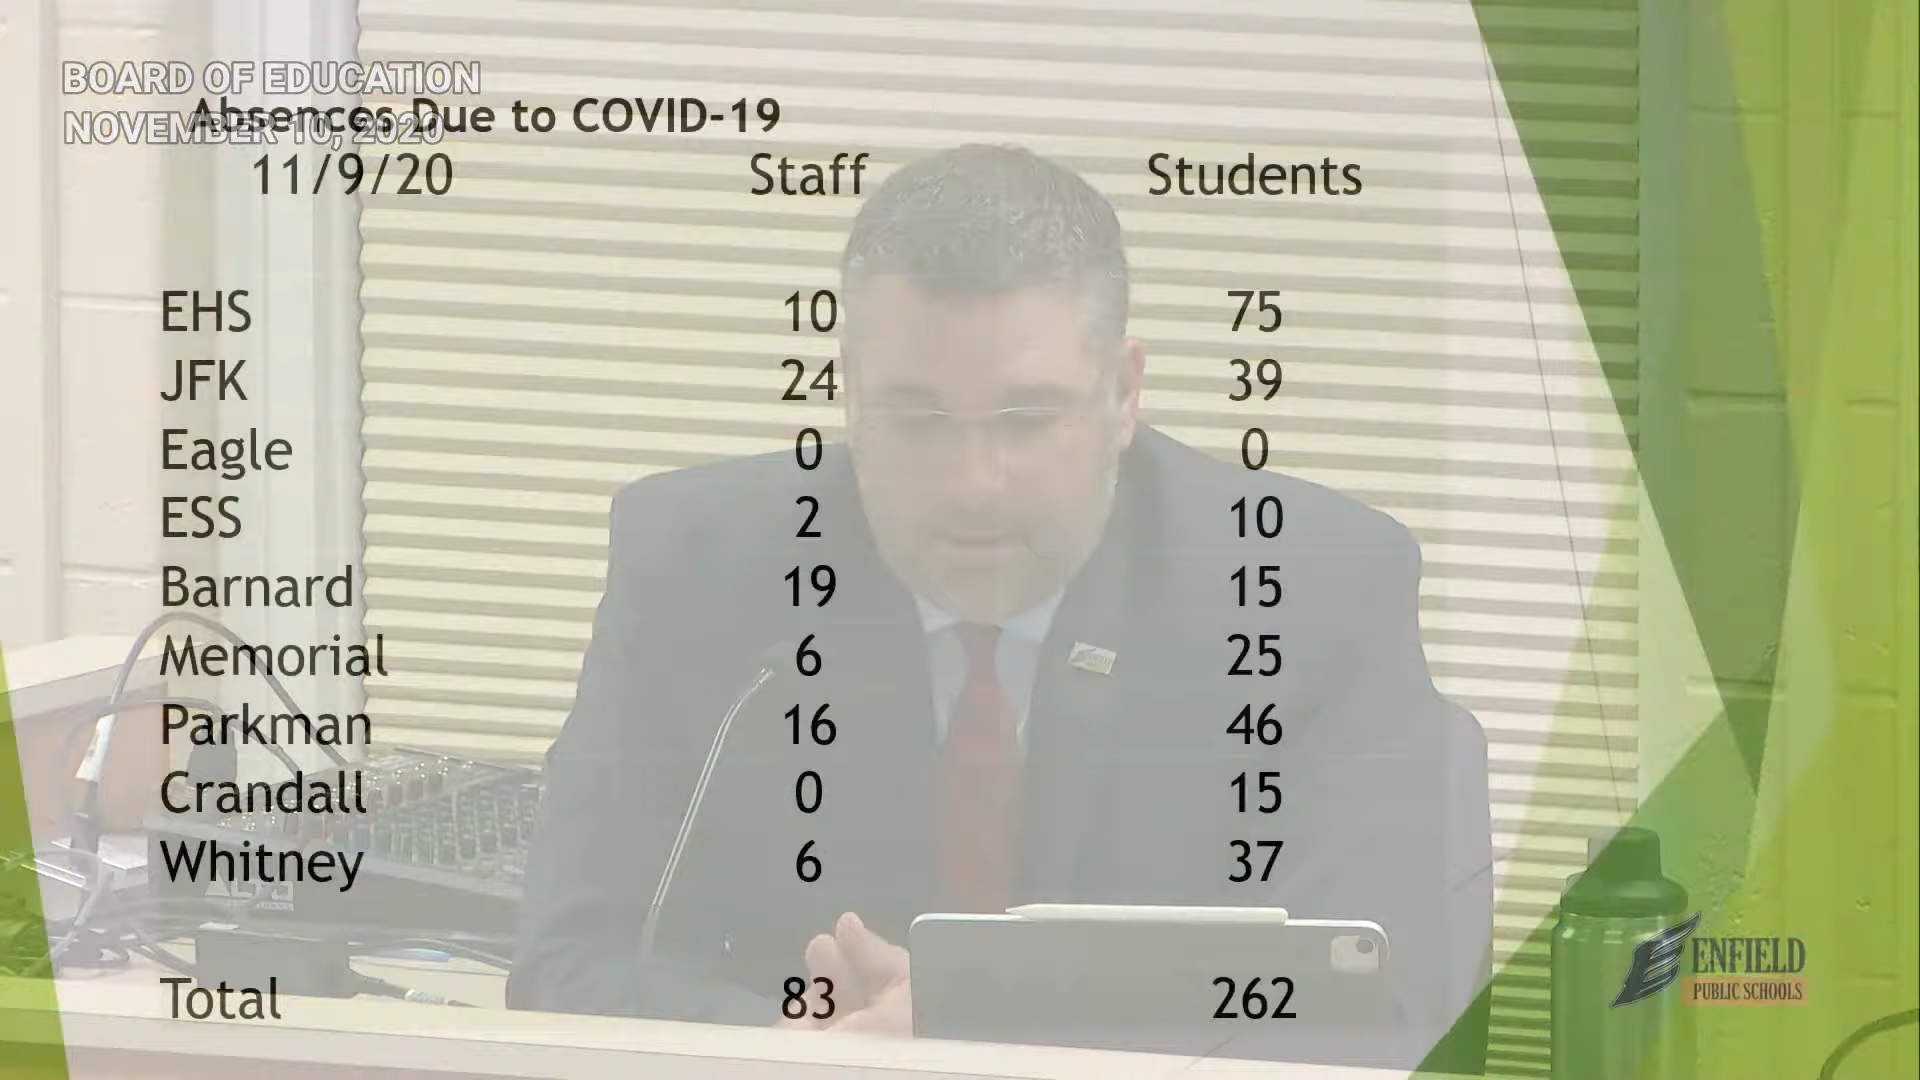 BOARD OF EDUCATION
NOVEMBER 10, 2020
Absences Due to COVID-19
11/9/20 Staff Students
EHS 10 75
JFK 24 39
Eagle 0 0
ESS 2 10
Barnard 19 15
Memorial 6 25
Parkman 16 46
Crandall 0 15
Whitney 6 37
Total 83 262
ENFIELD
PUBLIC SCHOOLS